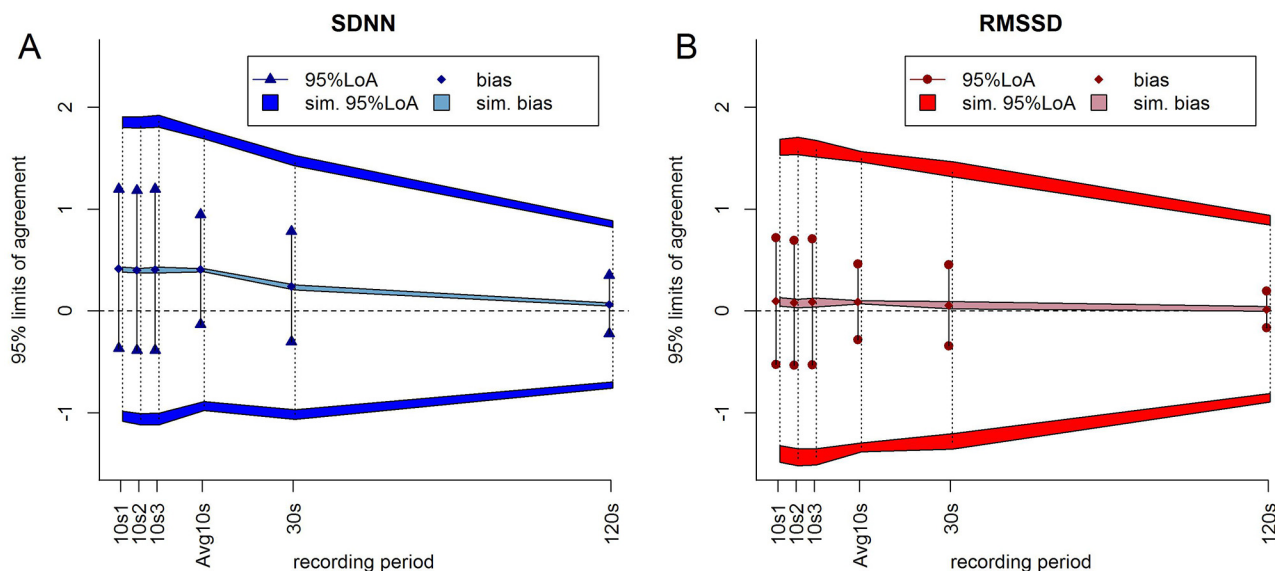 A
SDNN
95%LoA
bias
sim. 95%LoA
sim. bias
95% limits of agreement
2
1
0
-1
10s1
10s2
10s3
Avg10s
30s
120s
recording period
B
RMSSD
95%LoA
bias
sim. 95%LoA
sim. bias
95% limits of agreement
2
1
0
-1
10s1
10s2
10s3
Avg10s
30s
120s
recording period